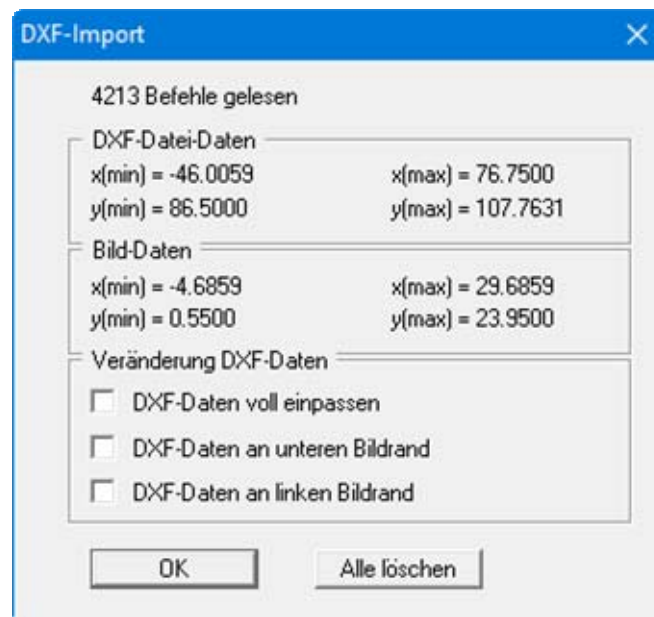 DXF-Import
4213 Befehle gelesen
DXF-Datei-Daten
x(min) = -46.0059 x(max) = 76.7500
y(min) = 86.5000 y(max) = 107.7631
Bild-Daten
x(min) = -4.6859 x(max) = 29.6859
y(min) = 0.5500 y(max) = 23.9500
Veränderung DXF-Daten
DXF-Daten voll einpassen
DXF-Daten an unteren Bildrand
DXF-Daten an linken Bildrand
OK Alle löschen